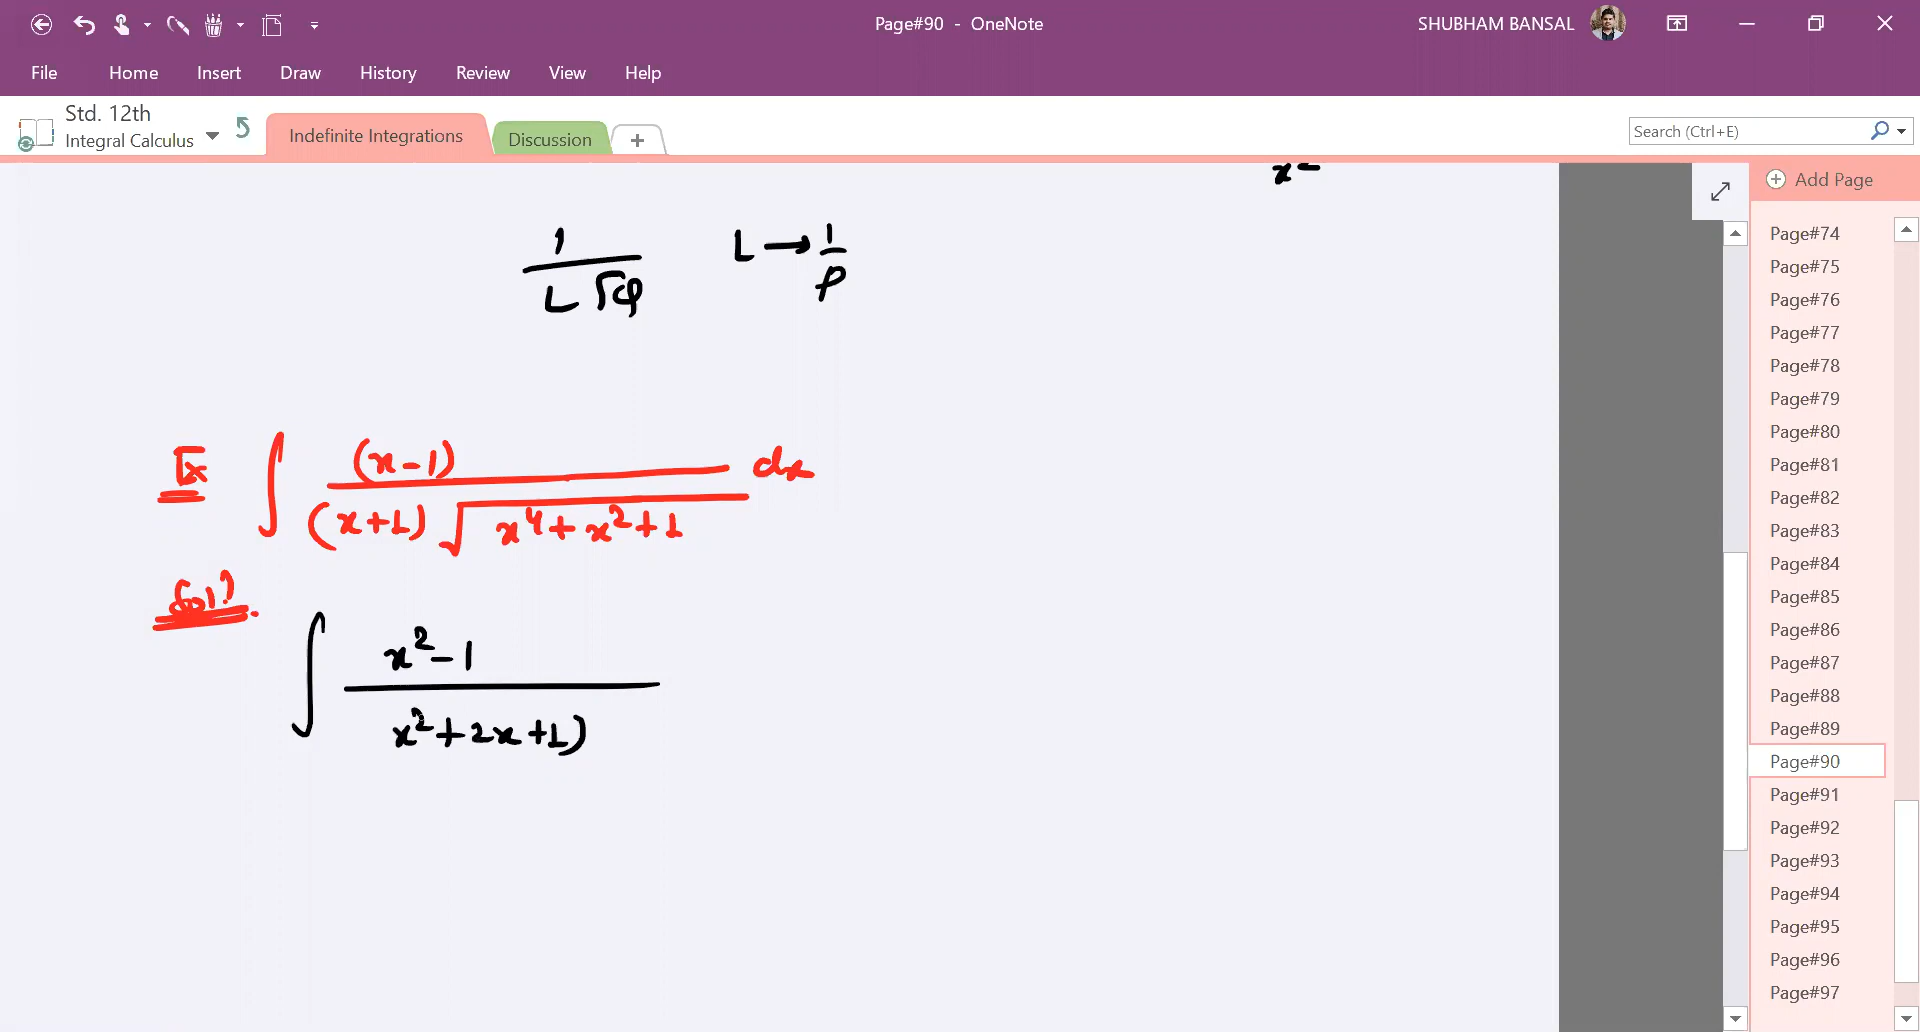 Page#90 - OneNote
SHUBHAM BANSAL
File Home Insert Draw History Review View Help
Std. 12th
Integral Calculus
Indefinite Integrations
Discussion
+
Search (Ctrl+E)
Add Page
Page#74
Page#75
Page#76
Page#77
Page#78
Page#79
Page#80
Page#81
Page#82
Page#83
Page#84
Page#85
Page#86
Page#87
Page#88
Page#89
Page#90
Page#91
Page#92
Page#93
Page#94
Page#95
Page#96
Page#97
x²
1 / L √φ L → 1/P
Ex ∫ (x-1) / (x+1) √(x⁴+x²+1) dx
Solⁿ.
∫ x²-1 / x²+2x+1)